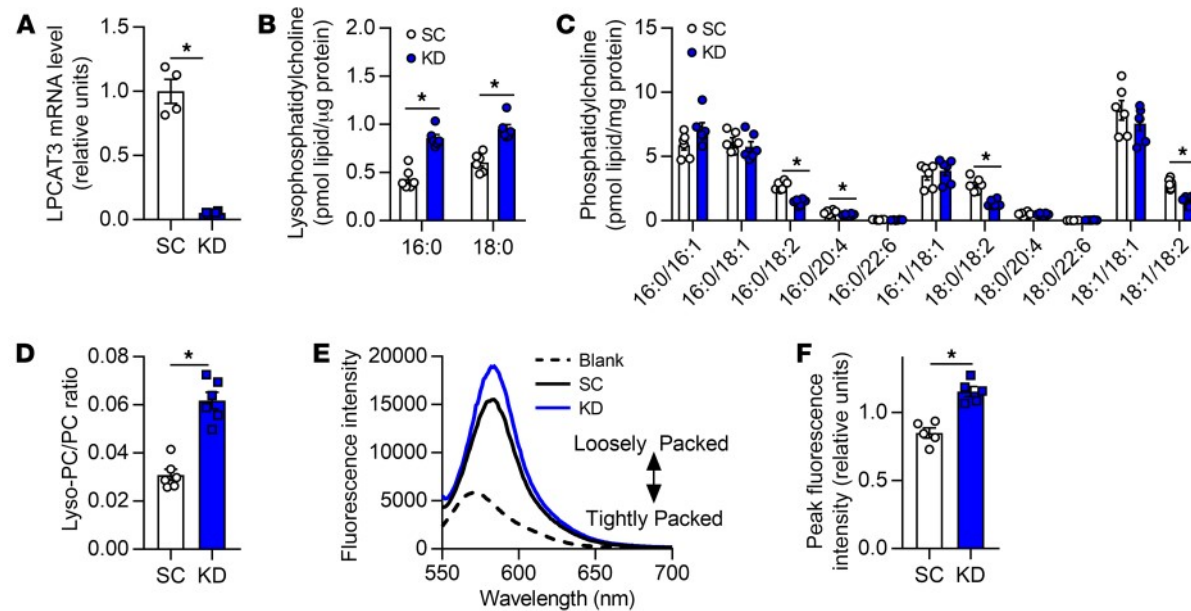 A
LPCAT3 mRNA level
(relative units)
1.5
1.0
0.5
0.0
*
SC KD
B
Lysophosphatidylcholine
(pmol lipid/µg protein)
2.0
1.5
1.0
0.5
0.0
SC
KD
*
*
16:0 18:0
C
Phosphatidylcholine
(pmol lipid/mg protein)
15
10
5
0
SC
KD
*
*
*
*
16:0/16:1
16:0/18:1
16:0/18:2
16:0/20:4
16:0/22:6
16:1/18:1
18:0/18:2
18:0/20:4
18:0/22:6
18:1/18:1
18:1/18:2
D
Lyso-PC/PC ratio
0.08
0.06
0.04
0.02
0.00
*
SC KD
E
Fluorescence intensity
20000
15000
10000
5000
0
Blank
SC
KD
Loosely Packed
Tightly Packed
550 600 650 700
Wavelength (nm)
F
Peak fluorescence
intensity (relative units)
1.0
0.5
0.0
*
SC KD